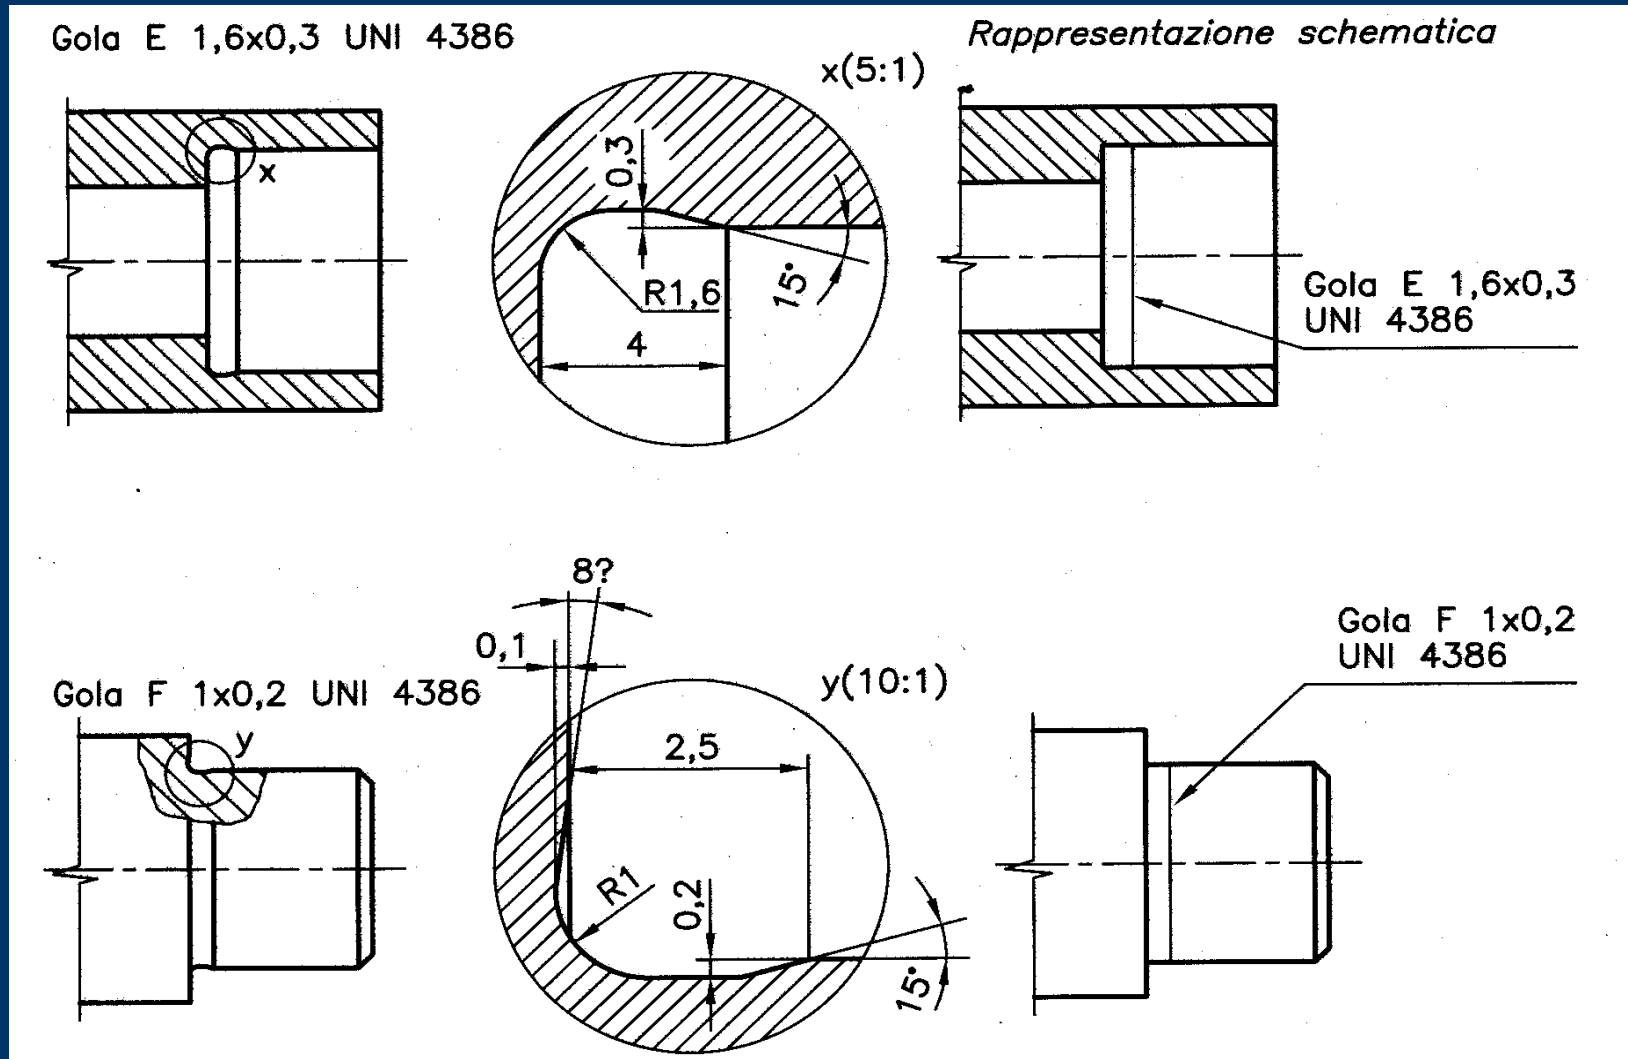 Gola E 1,6x0,3 UNI 4386
Rappresentazione schematica
x(5:1)
x
0,3
R1,6
15°
4
Gola E 1,6x0,3
UNI 4386
8?
0,1
Gola F 1x0,2 UNI 4386
y
y(10:1)
2,5
R1
0,2
15°
Gola F 1x0,2
UNI 4386